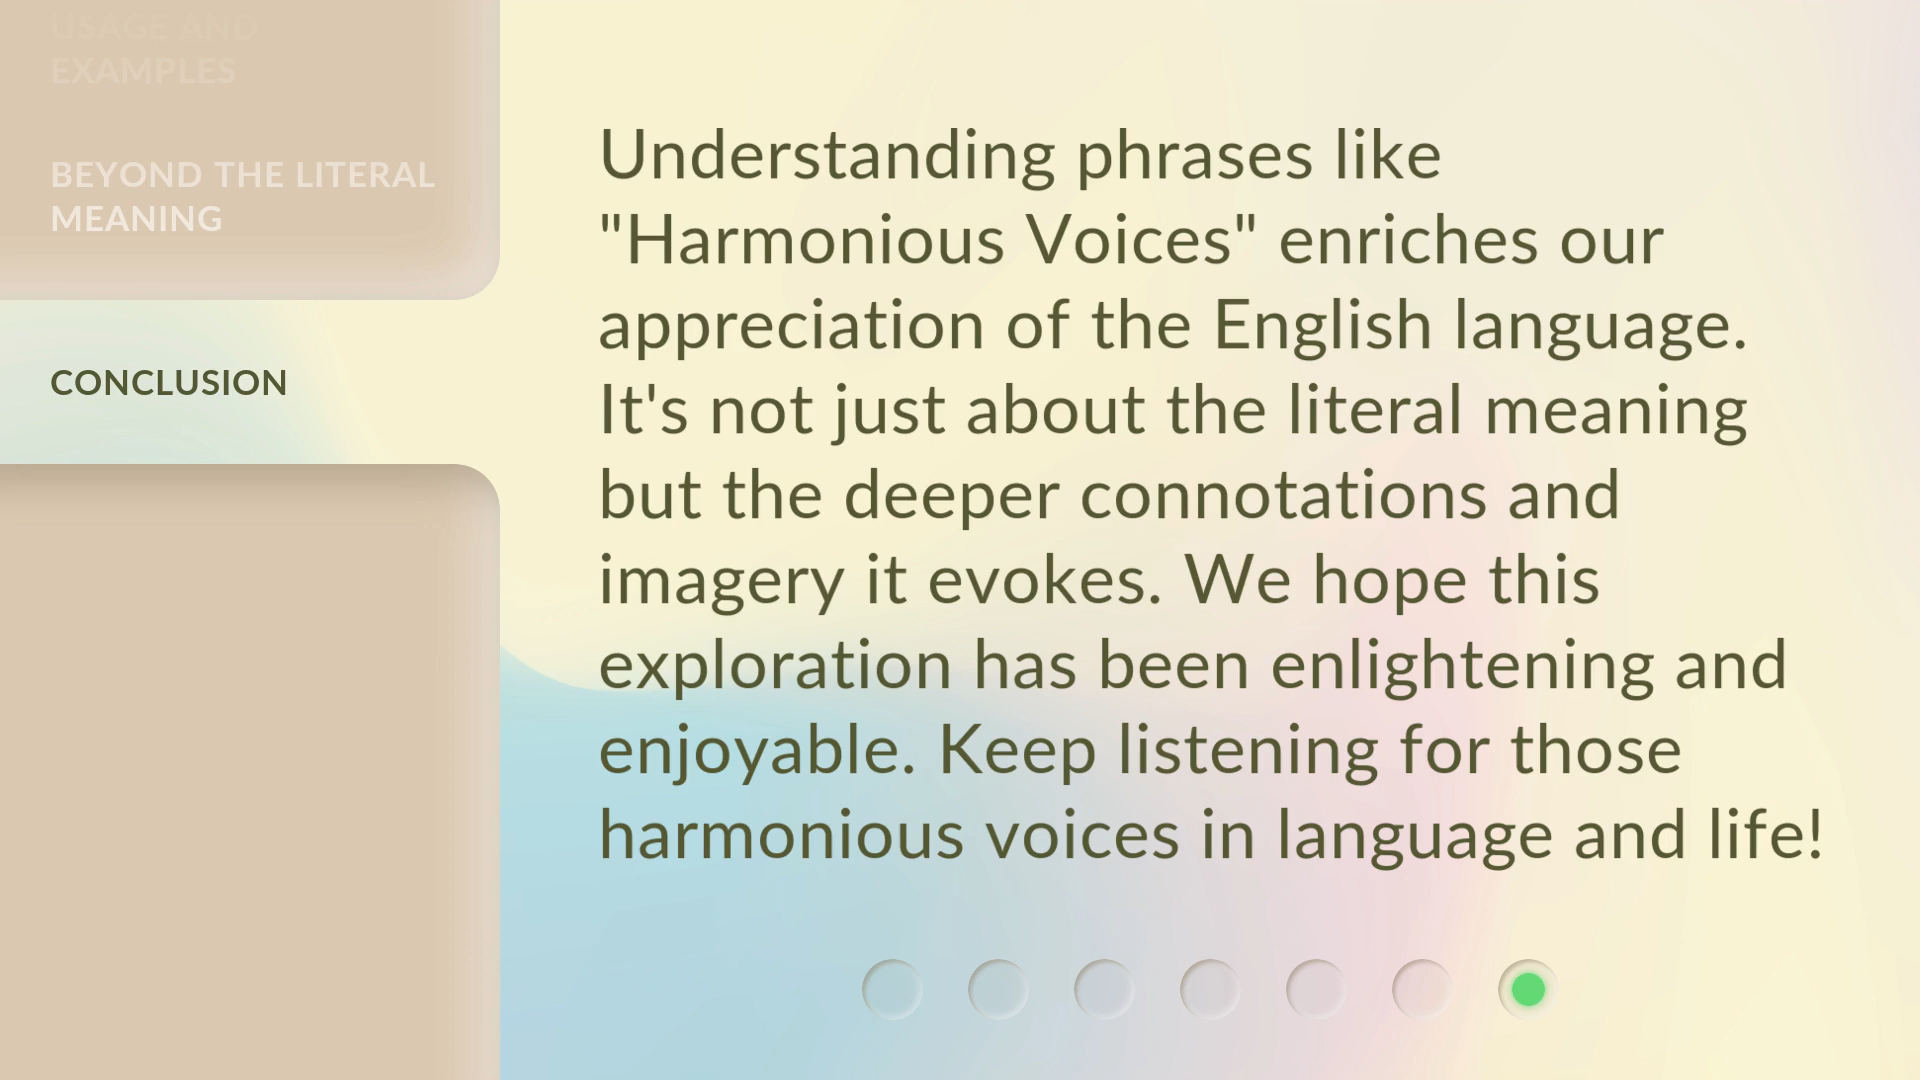 USAGE AND
EXAMPLES
BEYOND THE LITERAL
MEANING
CONCLUSION
Understanding phrases like
"Harmonious Voices" enriches our
appreciation of the English language.
It's not just about the literal meaning
but the deeper connotations and
imagery it evokes. We hope this
exploration has been enlightening and
enjoyable. Keep listening for those
harmonious voices in language and life!